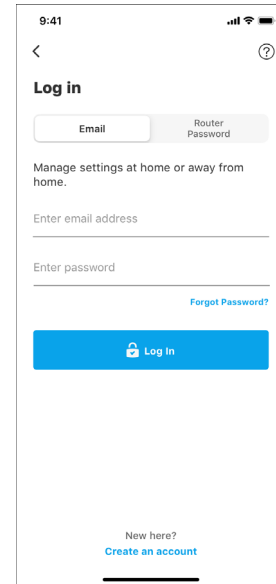 9:41
Log in
Email
Router
Password
Manage settings at home or away from
home.
Enter email address
Enter password
Forgot Password?
Log In
New here?
Create an account